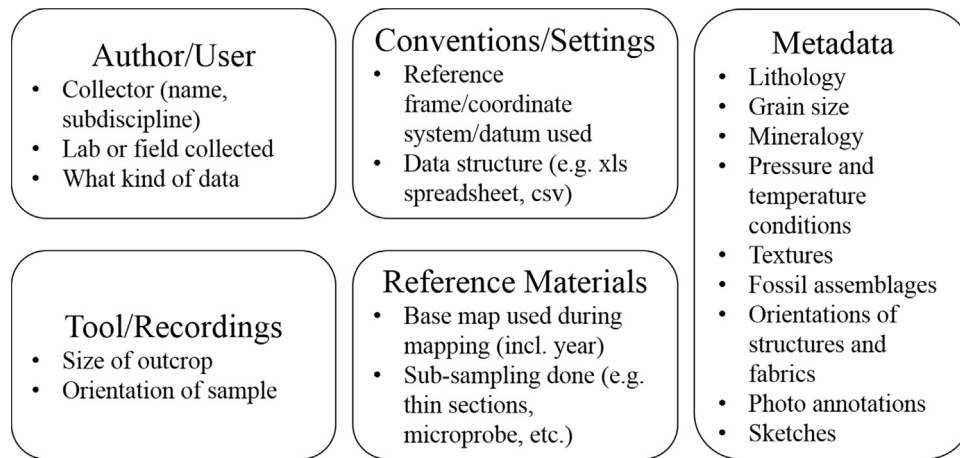 Author/User
• Collector (name,
subdiscipline)
• Lab or field collected
• What kind of data
Conventions/Settings
• Reference
frame/coordinate
system/datum used
• Data structure (e.g. xls
spreadsheet, csv)
Tool/Recordings
• Size of outcrop
• Orientation of sample
Reference Materials
• Base map used during
mapping (incl. year)
• Sub-sampling done (e.g.
thin sections,
microprobe, etc.)
Metadada
• Lithology
• Grain size
• Mineralogy
• Pressure and
temperature
conditions
• Textures
• Fossil assemblages
• Orientations of
structures and
fabrics
• Photo annotations
• Sketches